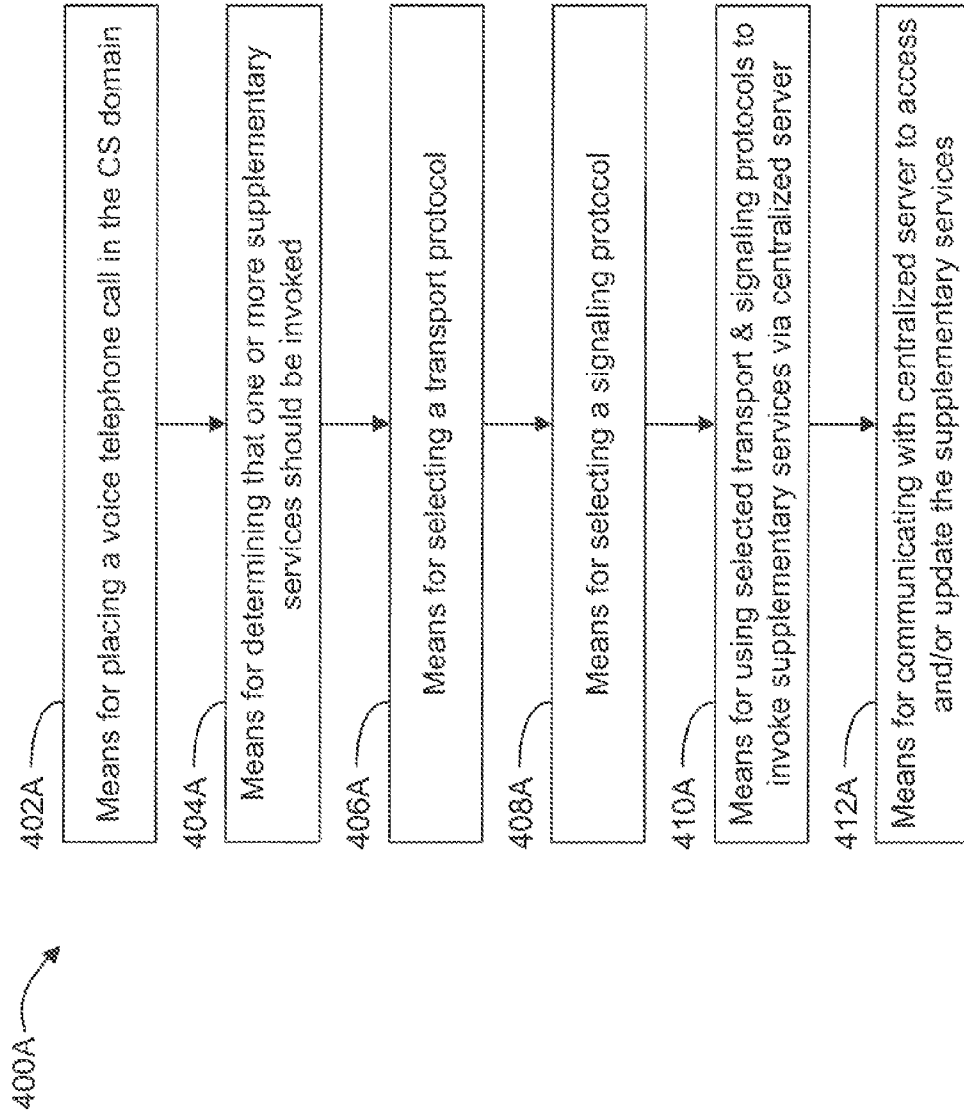 400A
402A
Means for placing a voice telephone call in the CS domain
404A
Means for determining that one or more supplementary
services should be invoked
406A
Means for selecting a transport protocol
408A
Means for selecting a signaling protocol
410A
Means for using selected transport & signaling protocols to
invoke supplementary services via centralized server
412A
Means for communicating with centralized server to access
and/or update the supplementary services